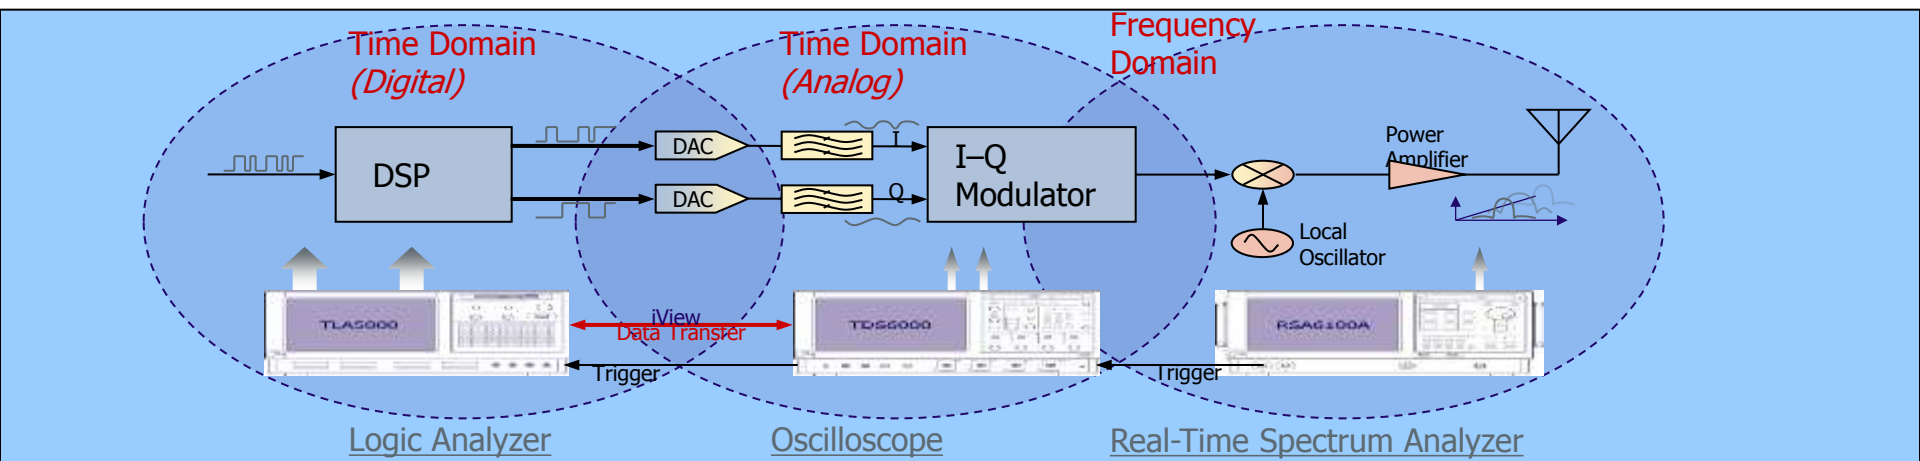 Time Domain
(Digital)
Time Domain
(Analog)
Frequency
Domain
DSP
DAC
DAC
I
Q
I–Q
Modulator
Power
Amplifier
Local
Oscillator
TLA5000
iView
Data Transfer
TDS6000
RSA6100A
Trigger
Trigger
Logic Analyzer
Oscilloscope
Real-Time Spectrum Analyzer